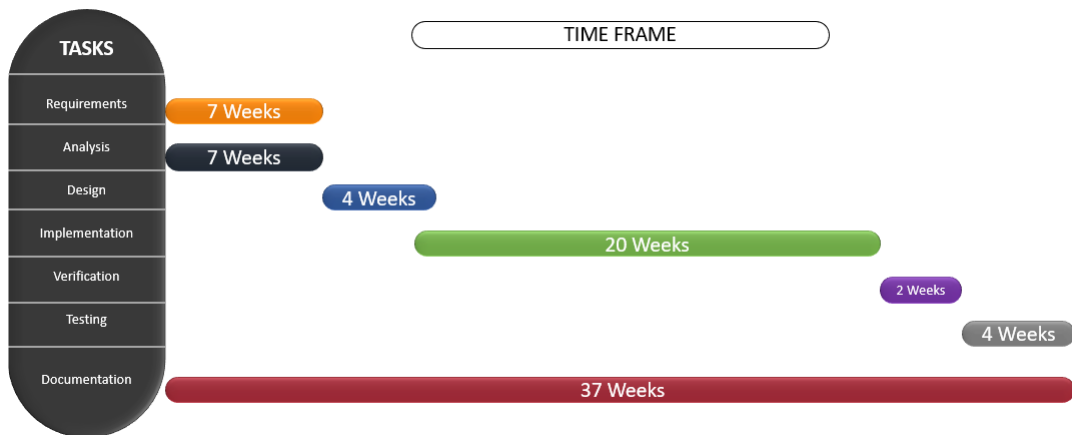 TIME FRAME
TASKS
Requirements
7 Weeks
Analysis
7 Weeks
Design
4 Weeks
Implementation
20 Weeks
Verification
2 Weeks
Testing
4 Weeks
Documentation
37 Weeks